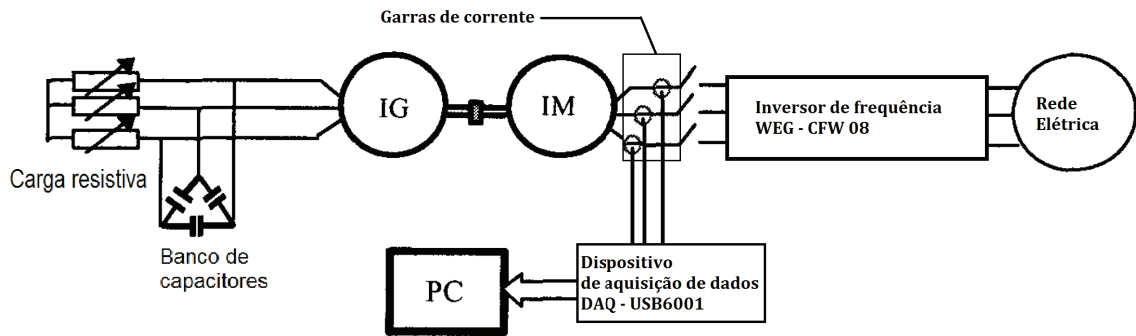 Garras de corrente
IG
IM
Inversor de frequência
WEG - CFW 08
Rede
Elétrica
Carga resistiva
Banco de
capacitores
PC
Dispositivo
de aquisição de dados
DAQ - USB6001